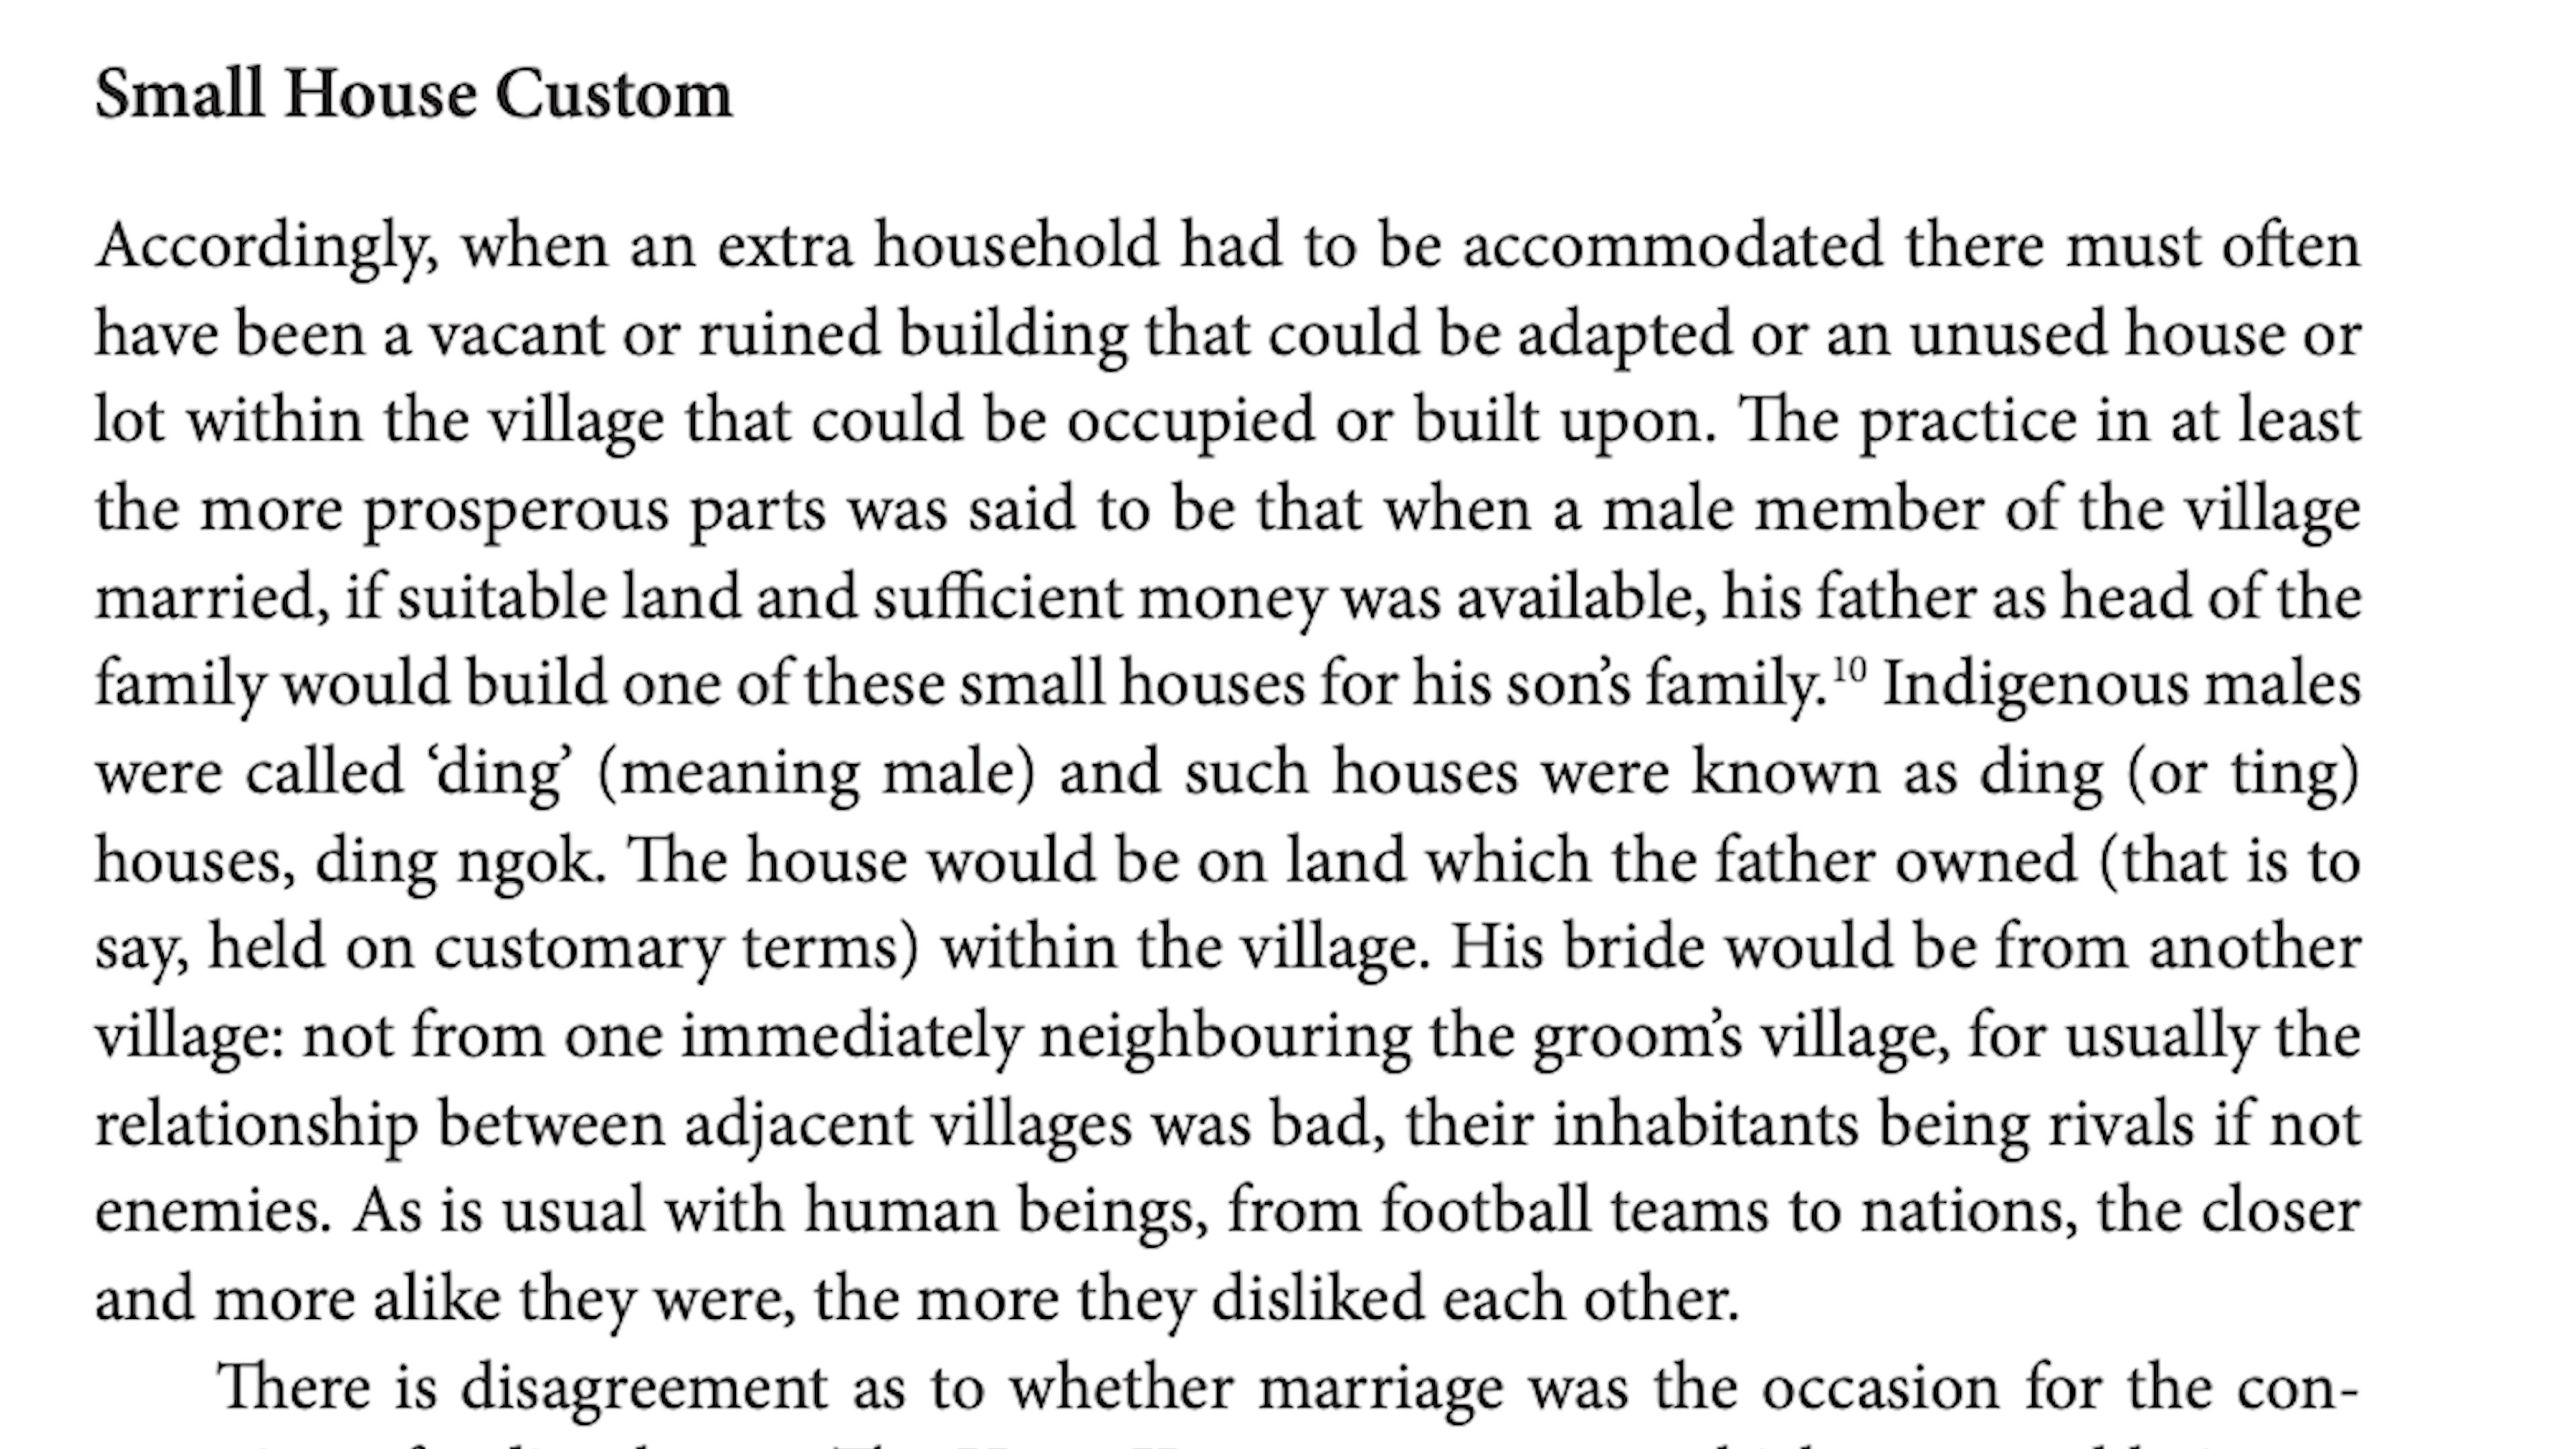 Small House Custom
Accordingly, when an extra household had to be accommodated there must often
have been a vacant or ruined building that could be adapted or an unused house or
lot within the village that could be occupied or built upon. The practice in at least
the more prosperous parts was said to be that when a male member of the village
married, if suitable land and sufficient money was available, his father as head of the
family would build one of these small houses for his son’s family.¹⁰ Indigenous males
were called ‘ding’ (meaning male) and such houses were known as ding (or ting)
houses, ding ngok. The house would be on land which the father owned (that is to
say, held on customary terms) within the village. His bride would be from another
village: not from one immediately neighbouring the groom’s village, for usually the
relationship between adjacent villages was bad, their inhabitants being rivals if not
enemies. As is usual with human beings, from football teams to nations, the closer
and more alike they were, the more they disliked each other.
There is disagreement as to whether marriage was the occasion for the con-